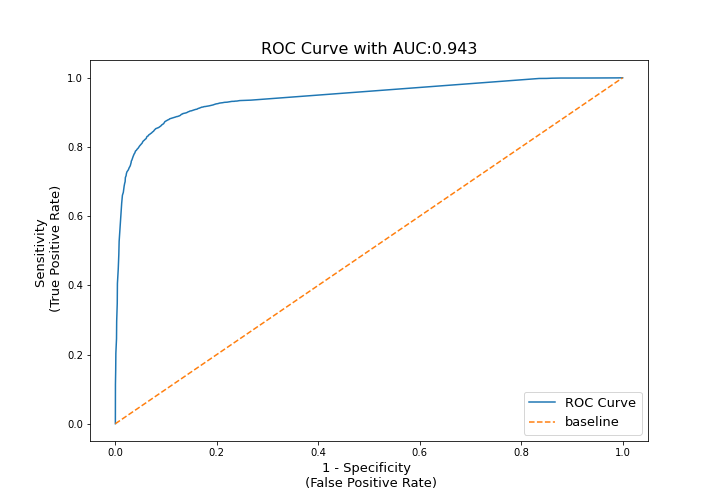 ROC Curve with AUC:0.943
Sensitivity
(True Positive Rate)
1.0
0.8
0.6
0.4
0.2
0.0
0.0 0.2 0.4 0.6 0.8 1.0
1 - Specificity
(False Positive Rate)
ROC Curve
baseline